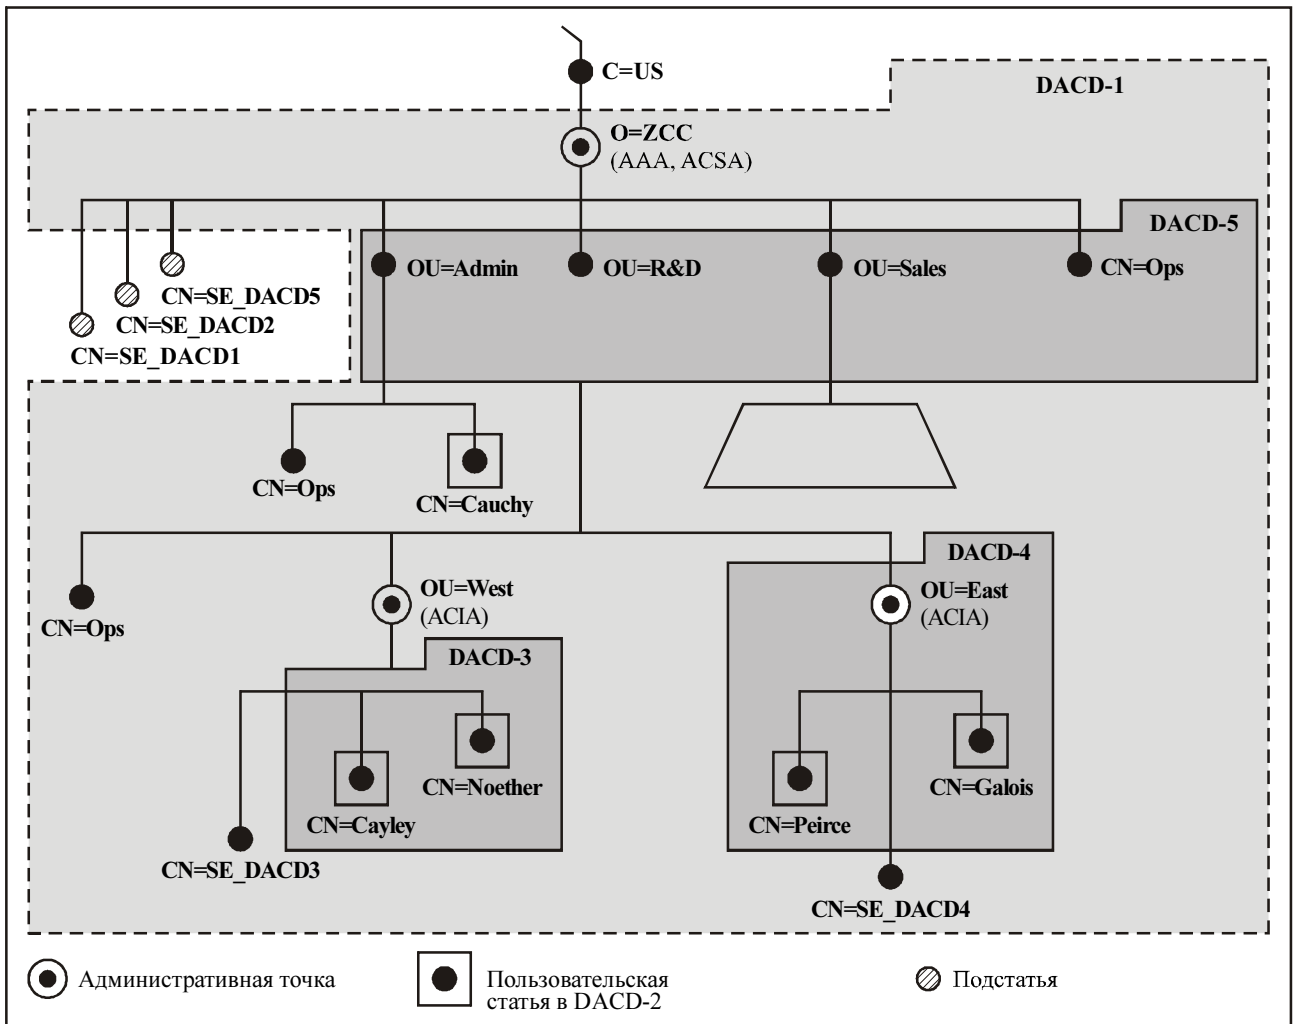 C=US
DACD-1
O=ZCC
(AAA, ACSA)
DACD-5
OU=Admin
OU=R&D
OU=Sales
CN=Ops
CN=SE_DACD5
CN=SE_DACD2
CN=SE_DACD1
CN=Ops
CN=Cauchy
DACD-4
OU=West
(ACIA)
OU=East
(ACIA)
CN=Ops
DACD-3
CN=Noether
CN=Galois
CN=Cayley
CN=Peirce
CN=SE_DACD3
CN=SE_DACD4
Административная точка
Пользовательская
статья в DACD-2
Подстатья